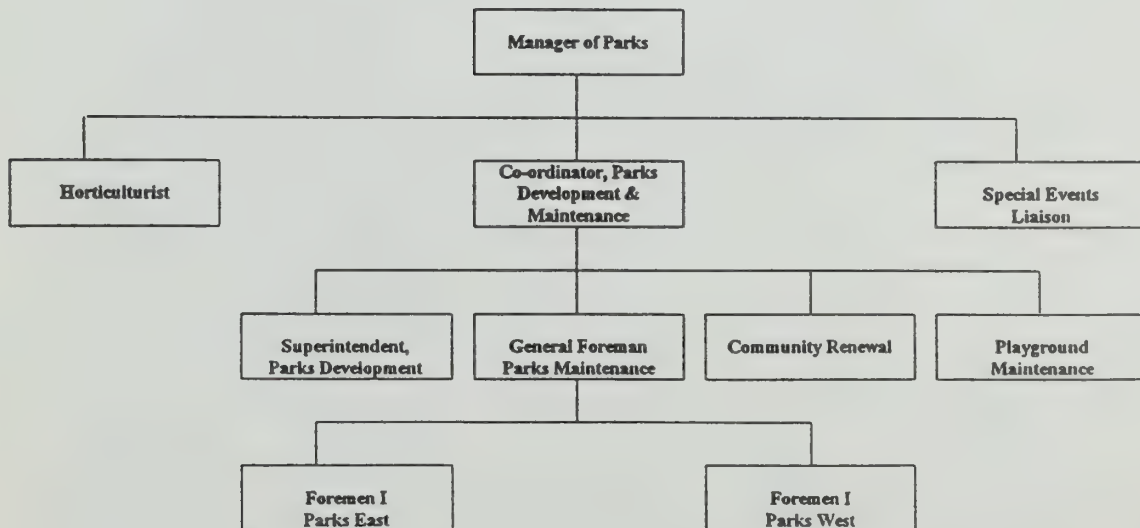 Manager of Parks
Horticulturist
Co-ordinator, Parks
Development &
Maintenance
Special Events
Liaison
Superintendent,
Parks Development
General Foreman
Parks Maintenance
Community Renewal
Playground
Maintenance
Foremen I
Parks East
Foremen I
Parks West